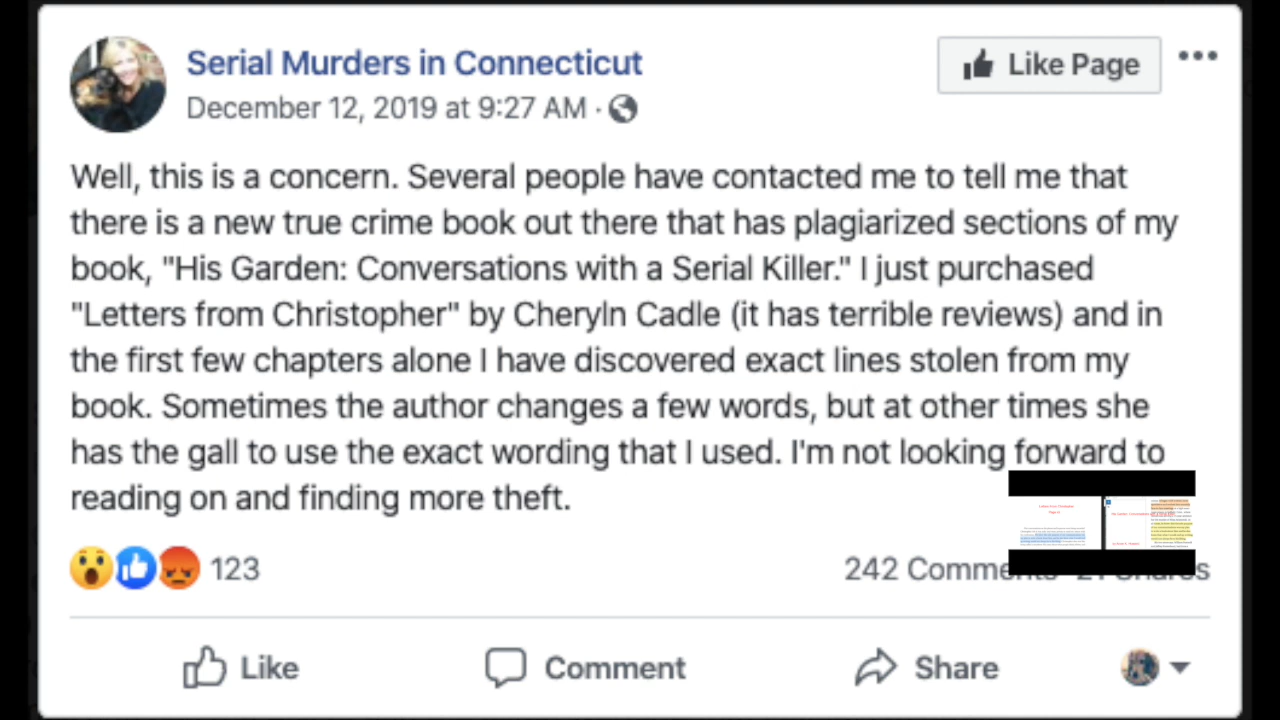 Serial Murders in Connecticut
Like Page
December 12, 2019 at 9:27 AM ·
Well, this is a concern. Several people have contacted me to tell me that
there is a new true crime book out there that has plagiarized sections of my
book, "His Garden: Conversations with a Serial Killer." I just purchased
"Letters from Christopher" by Cheryln Cadle (it has terrible reviews) and in
the first few chapters alone I have discovered exact lines stolen from my
book. Sometimes the author changes a few words, but at other times she
has the gall to use the exact wording that I used. I'm not looking forward to
reading on and finding more theft.
123
242 Comments 21 Shares
Like
Comment
Share